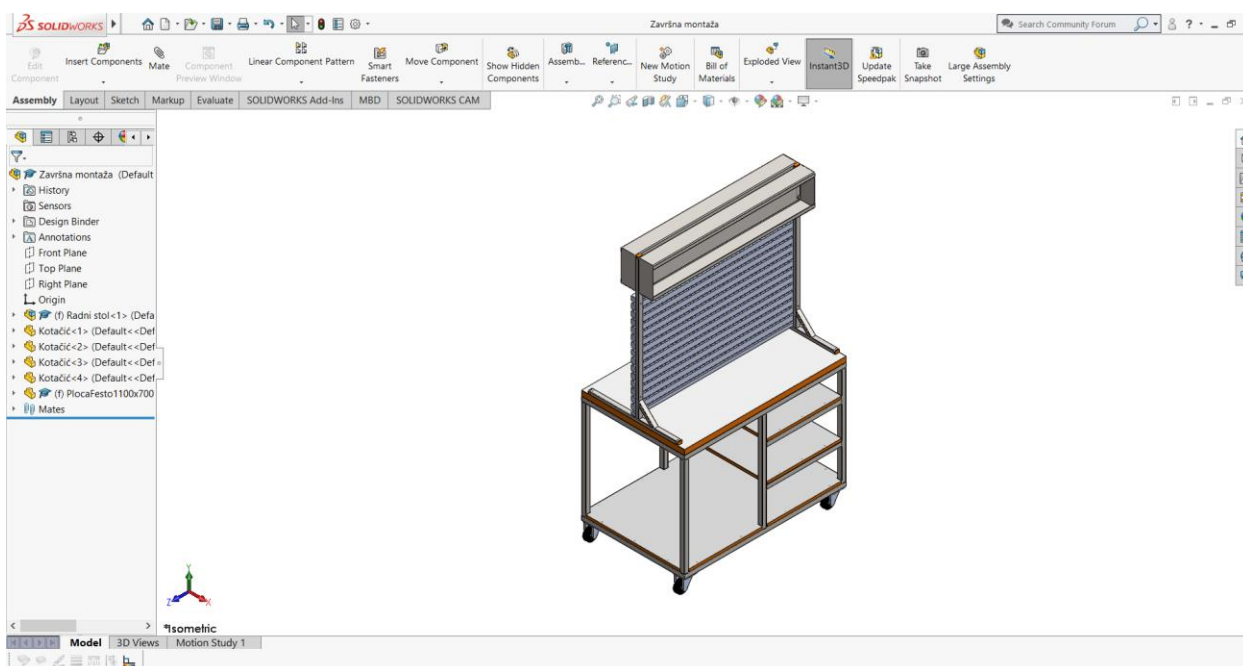 SOLIDWORKS
Završna montaža
Search Community Forum
Edit Component
Insert Components
Mate
Component Preview Window
Linear Component Pattern
Smart Fasteners
Move Component
Show Hidden Components
Assemb...
Referenc...
New Motion Study
Bill of Materials
Exploded View
Instant3D
Update Speedpak
Take Snapshot
Large Assembly Settings
Assembly Layout Sketch Markup Evaluate SOLIDWORKS Add-Ins MBD SOLIDWORKS CAM
Završna montaža (Default
History
Sensors
Design Binder
Annotations
Front Plane
Top Plane
Right Plane
Origin
(f) Radni stol<1> (Defa
Kotačić<1> (Default<<Def
Kotačić<2> (Default<<Def
Kotačić<3> (Default<<Def
Kotačić<4> (Default<<Def
(f) PlocaFesto1100x700
Mates
Y
Z X
*Isometric
Model 3D Views Motion Study 1